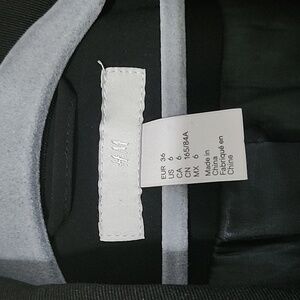 H&M
EUR 36
US 6
CA 6
CN 165/84A
MX 6
Made in
China
Fabriqué en
Chine